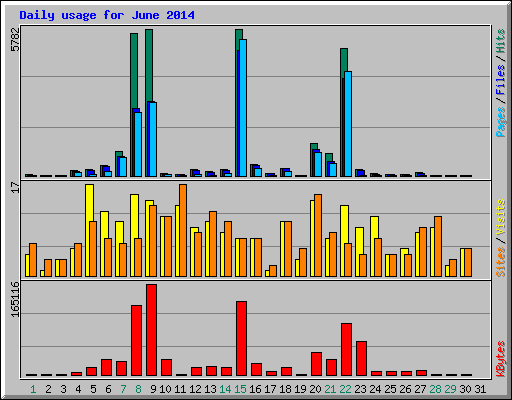 Daily usage for June 2014
5782
Pages / Files / Hits
17
Sites / Visits
165116
KBytes
1 2 3 4 5 6 7 8 9 10 11 12 13 14 15 16 17 18 19 20 21 22 23 24 25 26 27 28 29 30 31